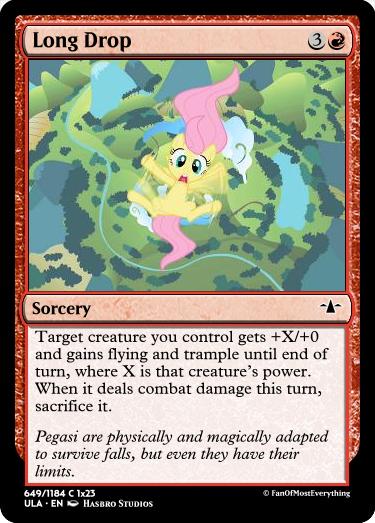 Long Drop 3
Sorcery
Target creature you control gets +X/+0
and gains flying and trample until end of
turn, where X is that creature's power.
When it deals combat damage this turn,
sacrifice it.
Pegasi are physically and magically adapted
to survive falls, but even they have their
limits.
649/1184 C 1x23
ULA • EN Hasbro Studios
© FanOfMostEverything